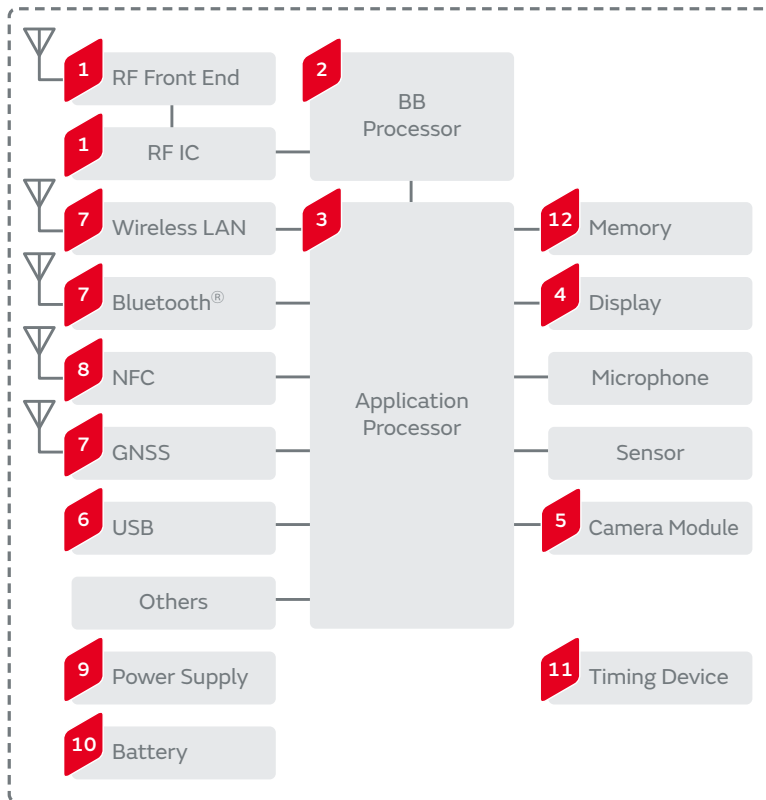 1
RF Front End
1
RF IC
2
BB
Processor
7
Wireless LAN
7
Bluetooth®
8
NFC
7
GNSS
6
USB
Others
3
Application
Processor
12
Memory
4
Display
Microphone
Sensor
5
Camera Module
9
Power Supply
11
Timing Device
10
Battery